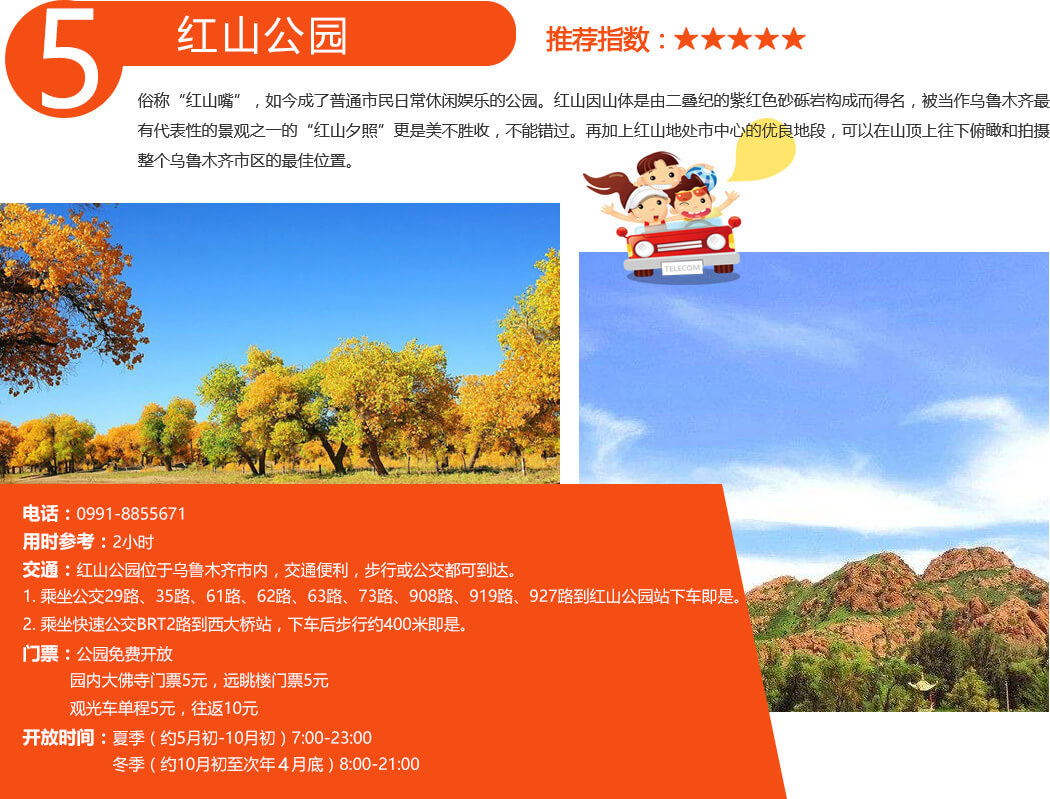 5
红山公园
推荐指数：★★★★★
俗称“红山嘴”，如今成了普通市民日常休闲娱乐的公园。红山因山体是由二叠纪的紫红色砂砾岩构成而得名，被当作乌鲁木齐最
有代表性的景观之一的“红山夕照”更是美不胜收，不能错过。再加上红山地处市中心的优良地段，可以在山顶上往下俯瞰和拍摄
整个乌鲁木齐市区的最佳位置。
TELECOM
电话：0991-8855671
用时参考：2小时
交通：红山公园位于乌鲁木齐市内，交通便利，步行或公交都可到达。
1. 乘坐公交29路、35路、61路、62路、63路、73路、908路、919路、927路到红山公园站下车即是。
2. 乘坐快速公交BRT2路到西大桥站，下车后步行约400米即是。
门票：公园免费开放
园内大佛寺门票5元，远眺楼门票5元
观光车单程5元，往返10元
开放时间：夏季（约5月初-10月初）7:00-23:00
冬季（约10月初至次年４月底）8:00-21:00